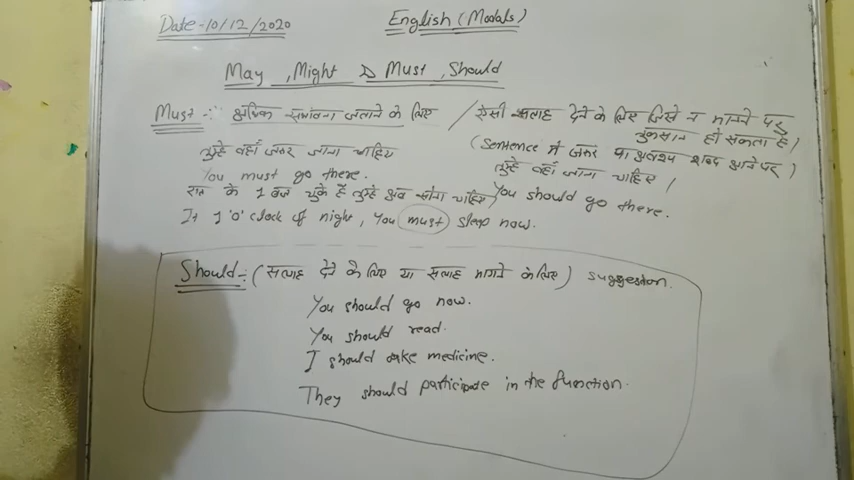 Date-10/12/2020
English (Modals)
May, Might & Must, Should
Must :- अधिक सम्भावना जताने के लिए / ऐसी सलाह देने के लिए जिसे न मानने पर
नुकसान हो सकता है /
(Sentence में जरूर या अवश्य शब्द आने पर)
तुम्हे वहाँ जरूर जाना चाहिए
तुम्हे वहाँ जाना चाहिए /
You must go there.
You should go there.
रात के 1 बज चुके हैं तुम्हे अब सोना चाहिए
It 1 'o' clock of night, You must sleep now.
Should :- (सलाह देने के लिए या सलाह मांगने के लिए) suggestion.
You should go now.
You should read.
I should take medicine.
They should participate in the function.